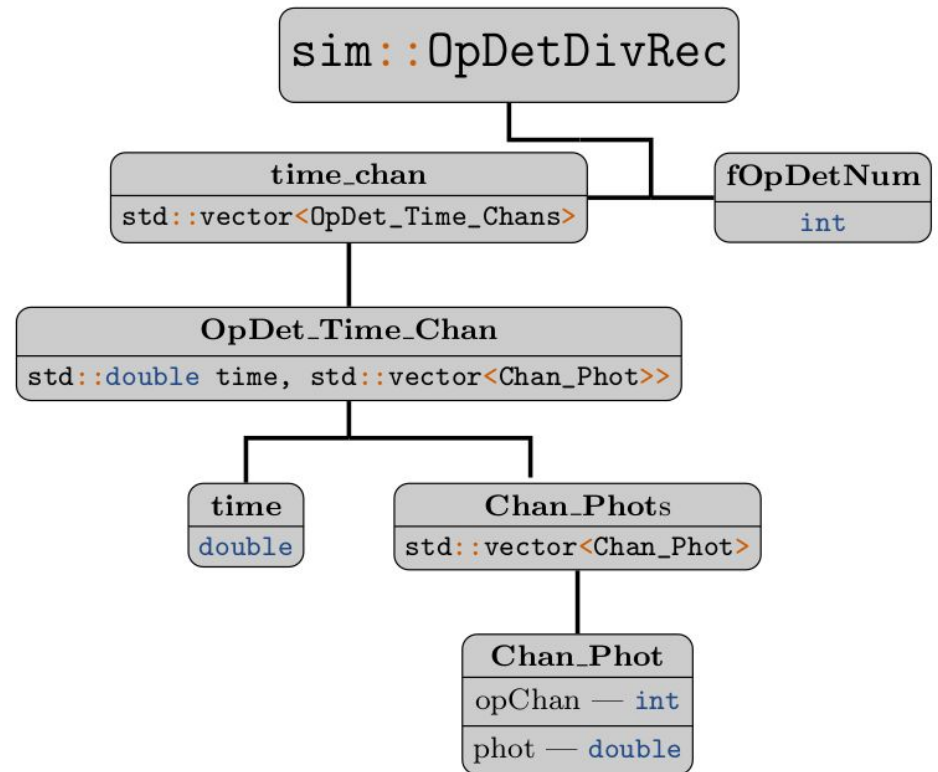 sim::OpDetDivRec
time_chan
std::vector<OpDet_Time_Chans>
fOpDetNum
int
OpDet_Time_Chan
std::double time, std::vector<Chan_Phot>>
time
double
Chan_Phots
std::vector<Chan_Phot>
Chan_Phot
opChan — int
phot — double